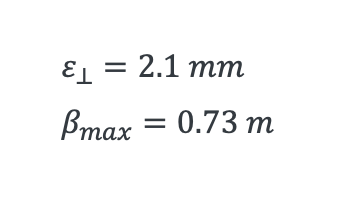 ε⊥ = 2.1 mm
βmax = 0.73 m